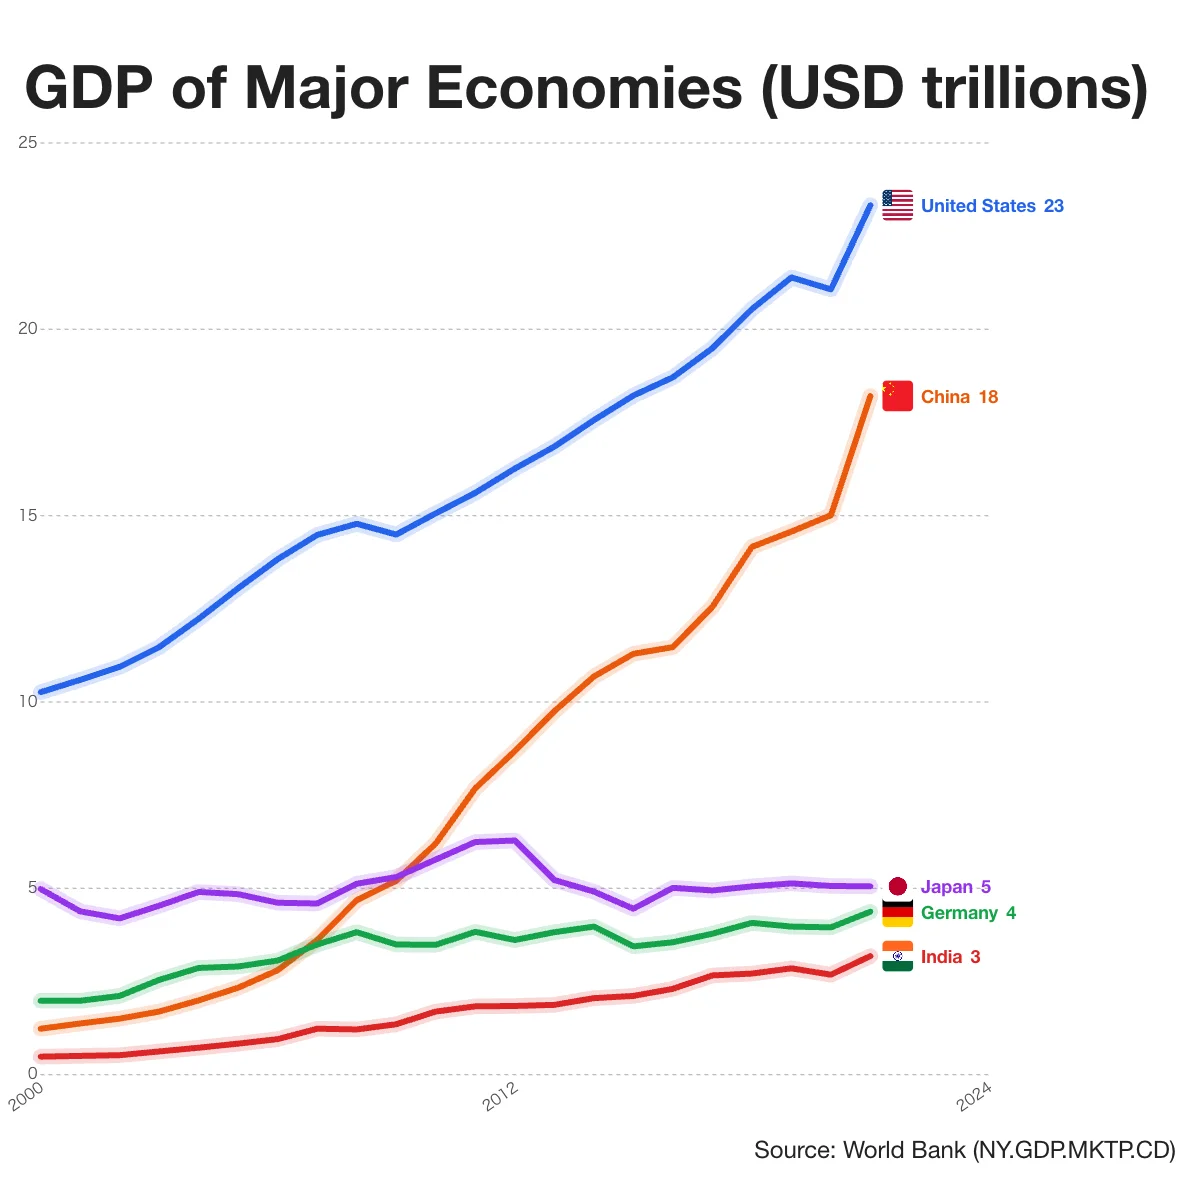 GDP of Major Economies (USD trillions)
25
United States 23
20
China 18
15
10
5
Japan 5
Germany 4
India 3
0
2000
2012
2024
Source: World Bank (NY.GDP.MKTP.CD)